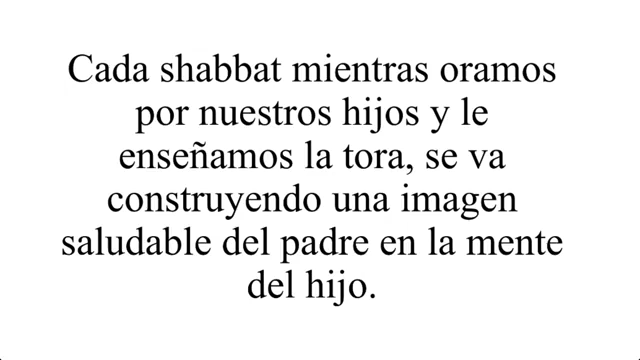 Cada shabbat mientras oramos
por nuestros hijos y le
enseñamos la tora, se va
construyendo una imagen
saludable del padre en la mente
del hijo.